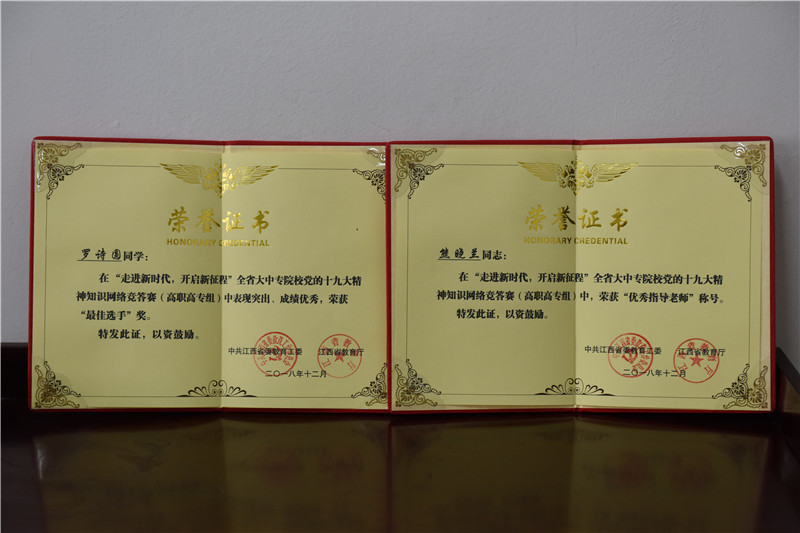 荣誉证书
HONORARY CREDENTIAL
罗诗圆同学：
在“走进新时代，开启新征程”全省大中专院校党的十九大精
神知识网络竞答赛（高职高专组）中表现突出、成绩优秀，荣获
“最佳选手”奖。
特发此证，以资鼓励。
中共江西省委教育工委 江西省教育厅
二〇一八年十二月
荣誉证书
HONORARY CREDENTIAL
熊晓兰同志：
在“走进新时代，开启新征程”全省大中专院校党的十九大精
神知识网络竞答赛（高职高专组）中，荣获“优秀指导老师”称号。
特发此证，以资鼓励。
中共江西省委教育工委 江西省教育厅
二〇一八年十二月